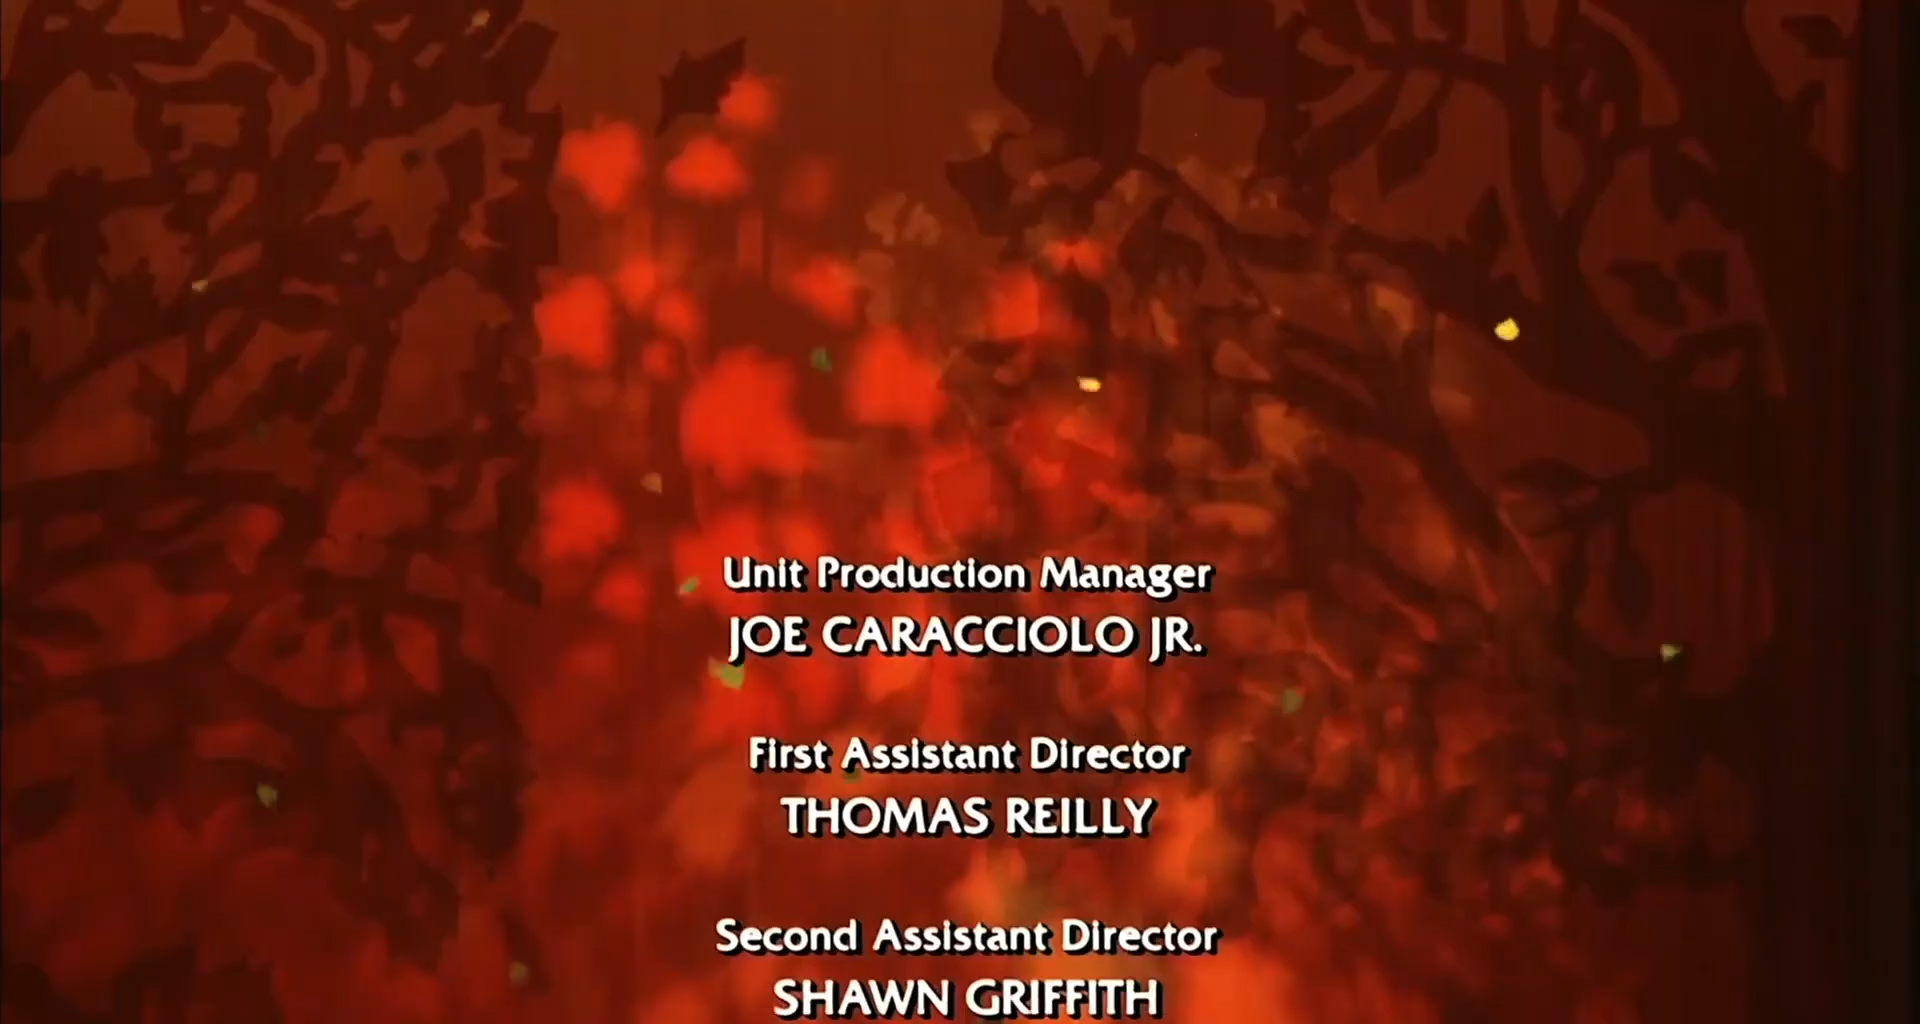 Unit Production Manager
JOE CARACCIOLO JR.
First Assistant Director
THOMAS REILLY
Second Assistant Director
SHAWN GRIFFITH